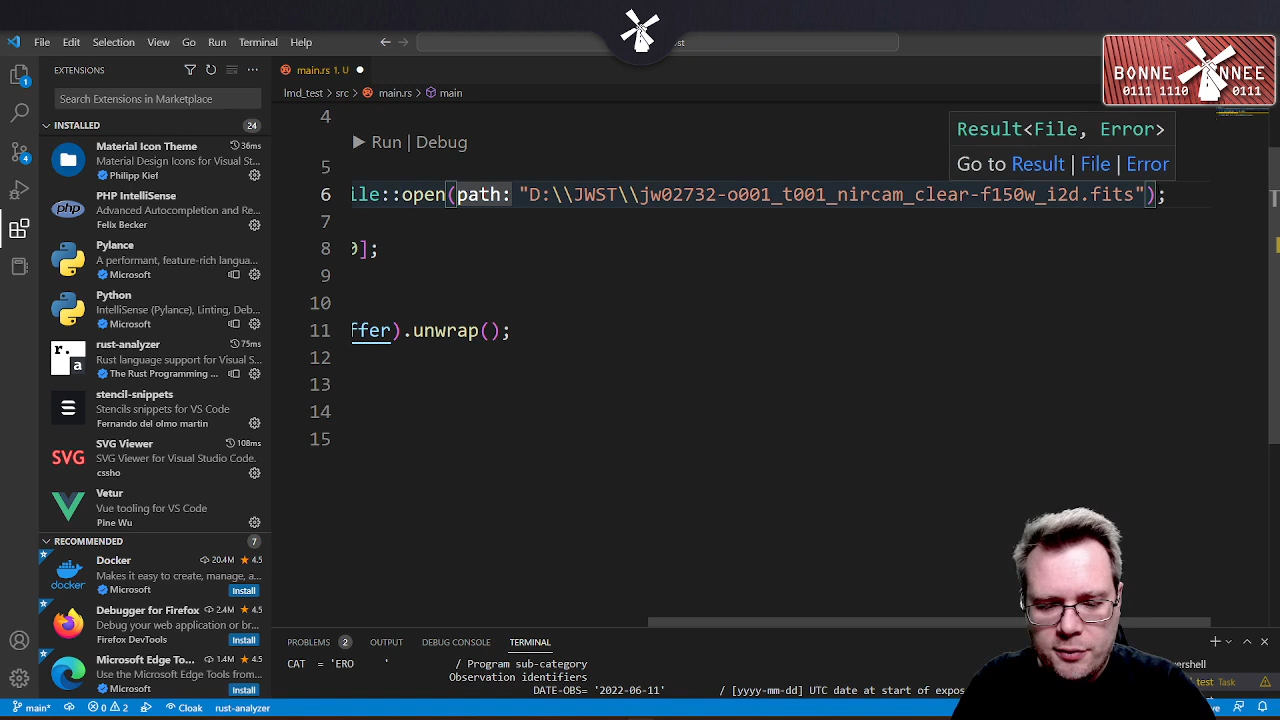 File Edit Selection View Go Run Terminal Help
BONNE NNEE
0111 1110 0111
EXTENSIONS
main.rs 1, U
lmd_test > src > main.rs > main
Search Extensions in Marketplace
INSTALLED 24
Material Icon Theme 36ms
Material Design Icons for Visual St...
Philipp Kief
PHP IntelliSense
Advanced Autocompletion and Re...
Felix Becker
Pylance
A performant, feature-rich langua...
Microsoft
Python
IntelliSense (Pylance), Linting, Deb...
Microsoft
rust-analyzer 75ms
Rust language support for Visual S...
The Rust Programming ...
stencil-snippets
Stencils snippets for VS Code
Fernando del olmo martin
SVG Viewer 108ms
SVG Viewer for Visual Studio Code.
cssho
Vetur
Vue tooling for VS Code
Pine Wu
RECOMMENDED 7
Docker 20.4M 4.5
Makes it easy to create, manage, a...
Microsoft Install
Debugger for Firefox 2.4M 4.5
Debug your web application or br...
Firefox DevTools Install
Microsoft Edge To... 1.4M 4.5
Use the Microsoft Edge Tools from ...
Microsoft Install
4
Run | Debug
Result<File, Error>
Go to Result | File | Error
5
6 ile::open(path: "D:\\JWST\\jw02732-o001_t001_nircam_clear-f150w_i2d.fits");
7
8 0];
9
10
11 ffer).unwrap();
12
13
14
15
PROBLEMS 2 OUTPUT DEBUG CONSOLE TERMINAL
CAT = 'ERO ' / Program sub-category
Observation identifiers
DATE-OBS= '2022-06-11' / [yyyy-mm-dd] UTC date at start of expos
test Task
main* 0 2 Cloak rust-analyzer